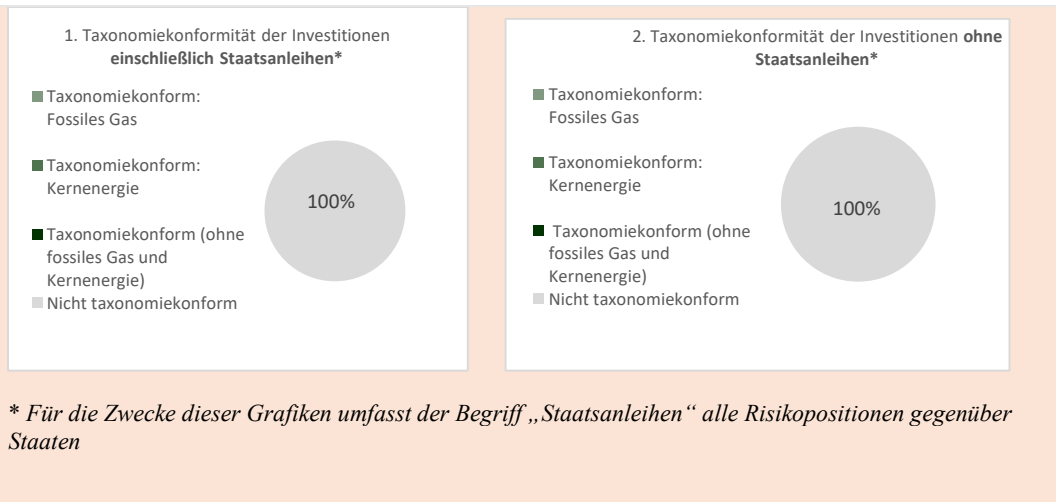 1. Taxonomiekonformität der Investitionen
einschließlich Staatsanleihen*
Taxonomiekonform:
Fossiles Gas
Taxonomiekonform:
Kernenergie
Taxonomiekonform (ohne
fossiles Gas und
Kernenergie)
Nicht taxonomiekonform
100%
2. Taxonomiekonformität der Investitionen ohne
Staatsanleihen*
Taxonomiekonform:
Fossiles Gas
Taxonomiekonform:
Kernenergie
Taxonomiekonform (ohne
fossiles Gas und
Kernenergie)
Nicht taxonomiekonform
100%
* Für die Zwecke dieser Grafiken umfasst der Begriff „Staatsanleihen“ alle Risikopositionen gegenüber
Staaten